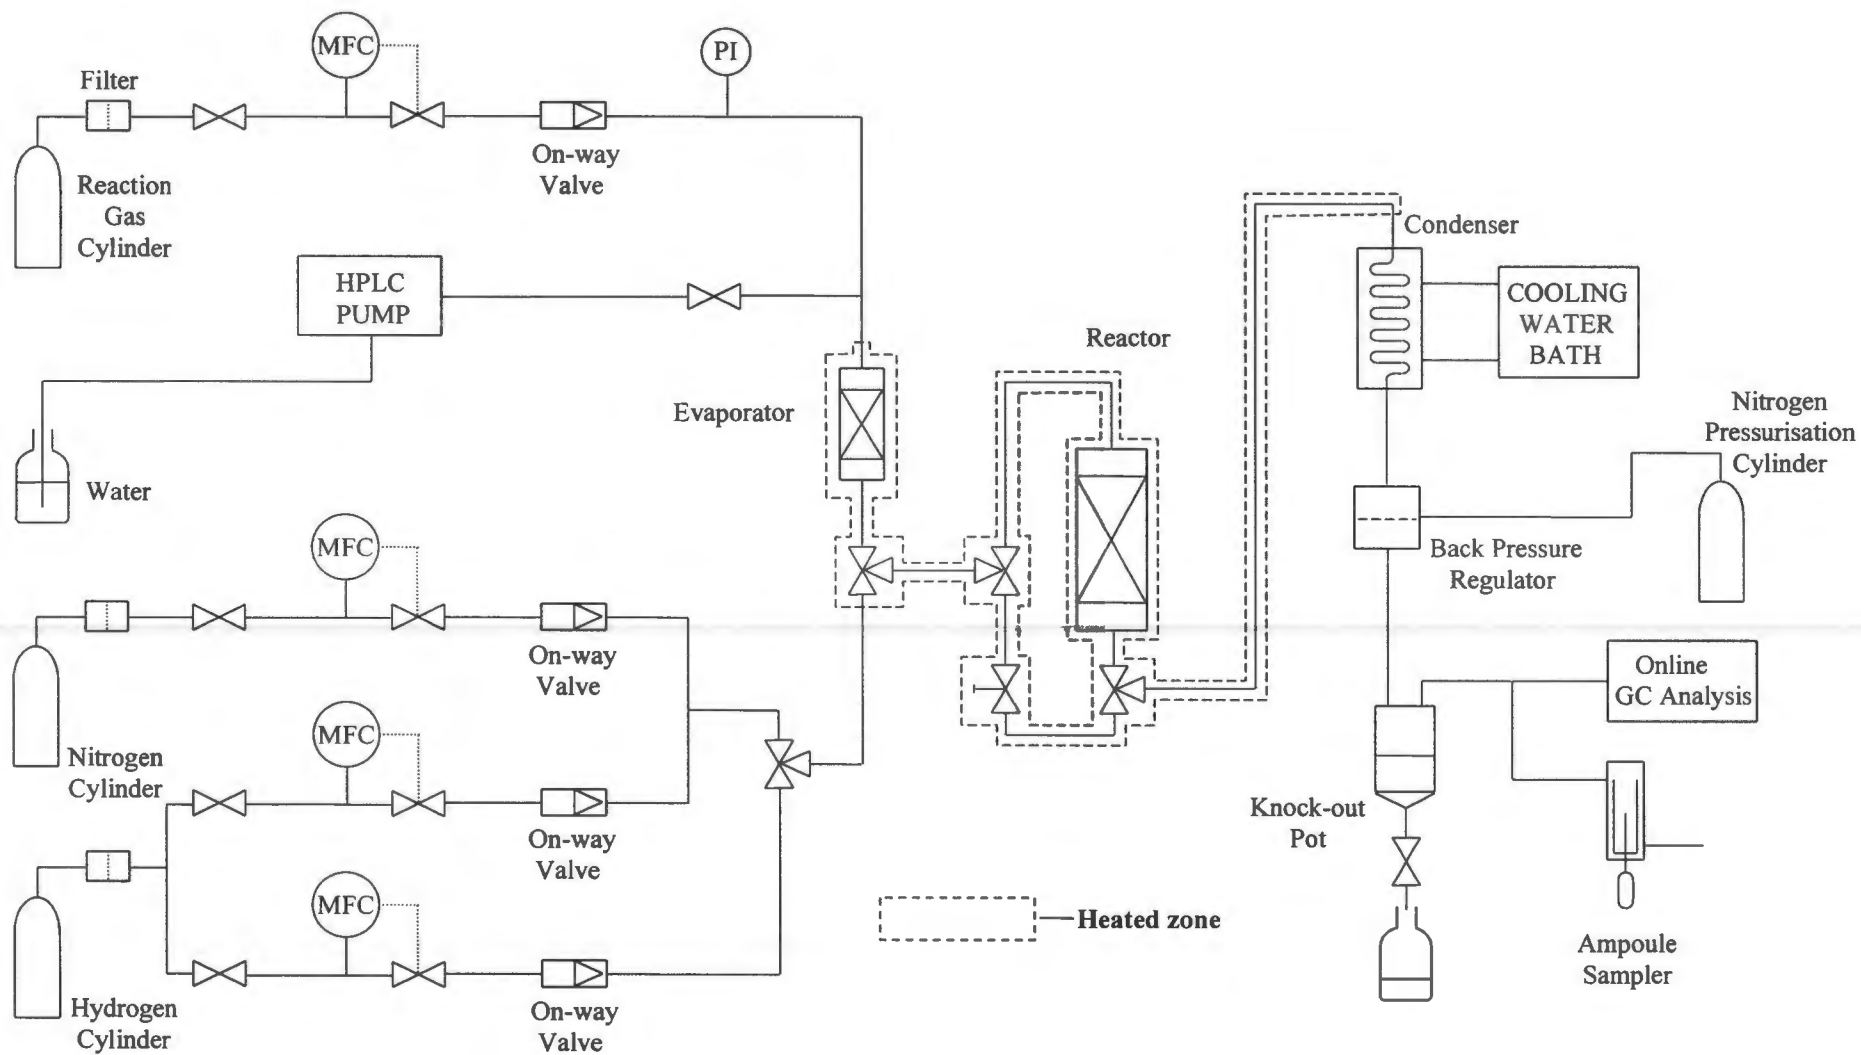 MFC
PI
Filter
On-way
Valve
Reaction
Gas
Cylinder
Condenser
HPLC
PUMP
COOLING
WATER
BATH
Reactor
Evaporator
Nitrogen
Pressurisation
Cylinder
Water
MFC
Back Pressure
Regulator
On-way
Valve
Online
GC Analysis
MFC
Nitrogen
Cylinder
Knock-out
Pot
On-way
Valve
MFC
Heated zone
Ampoule
Sampler
Hydrogen
Cylinder
On-way
Valve